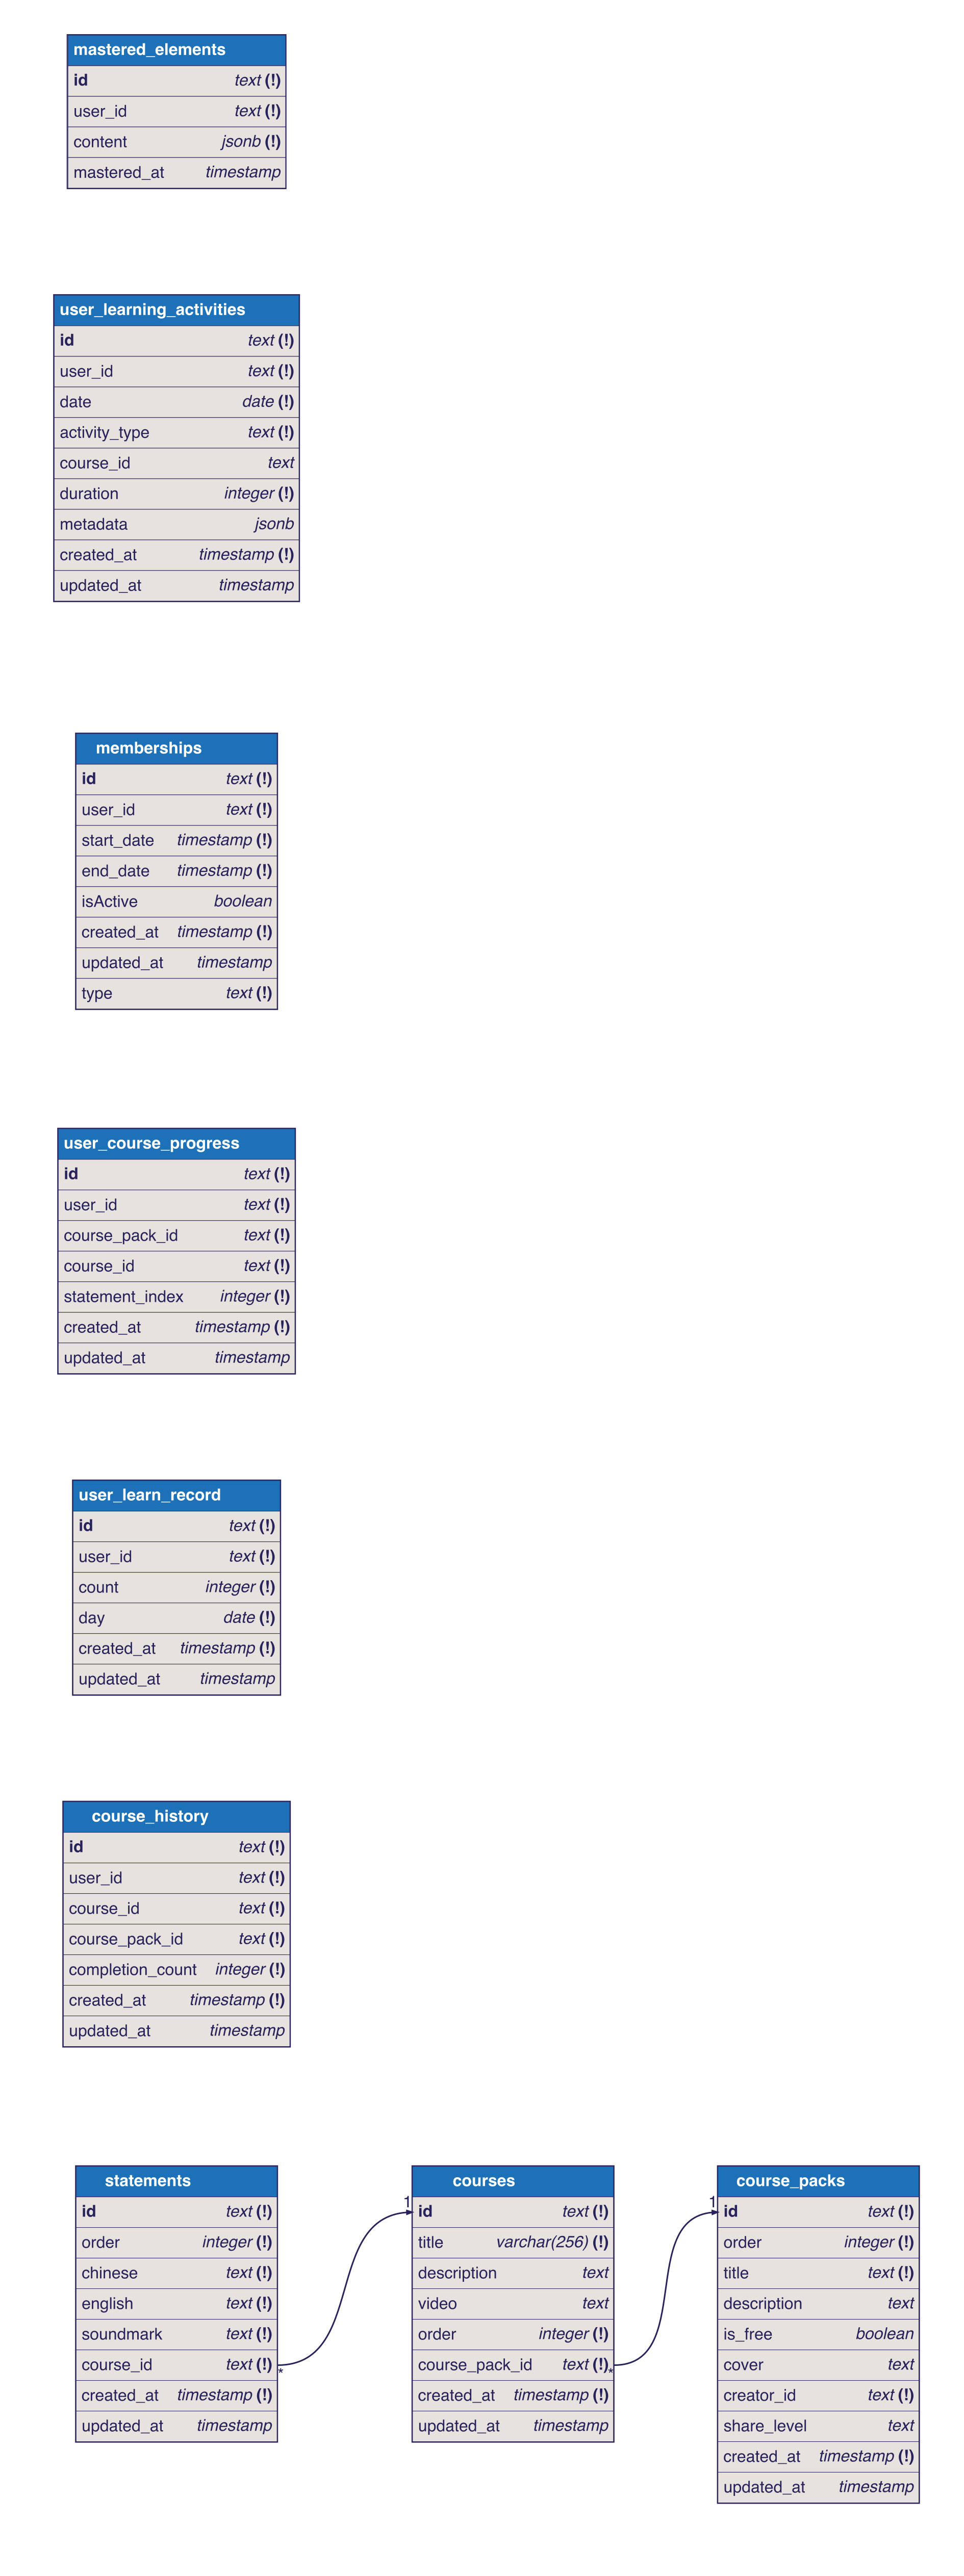 mastered_elements
id text (!)
user_id text (!)
content jsonb (!)
mastered_at timestamp
user_learning_activities
id text (!)
user_id text (!)
date date (!)
activity_type text (!)
course_id text
duration integer (!)
metadata jsonb
created_at timestamp (!)
updated_at timestamp
memberships
id text (!)
user_id text (!)
start_date timestamp (!)
end_date timestamp (!)
isActive boolean
created_at timestamp (!)
updated_at timestamp
type text (!)
user_course_progress
id text (!)
user_id text (!)
course_pack_id text (!)
course_id text (!)
statement_index integer (!)
created_at timestamp (!)
updated_at timestamp
user_learn_record
id text (!)
user_id text (!)
count integer (!)
day date (!)
created_at timestamp (!)
updated_at timestamp
course_history
id text (!)
user_id text (!)
course_id text (!)
course_pack_id text (!)
completion_count integer (!)
created_at timestamp (!)
updated_at timestamp
statements
id text (!)
order integer (!)
chinese text (!)
english text (!)
soundmark text (!)
course_id text (!)
*
created_at timestamp (!)
updated_at timestamp
courses
1
id text (!)
title varchar(256) (!)
description text
video text
order integer (!)
course_pack_id text (!)
*
created_at timestamp (!)
updated_at timestamp
course_packs
1
id text (!)
order integer (!)
title text (!)
description text
is_free boolean
cover text
creator_id text (!)
share_level text
created_at timestamp (!)
updated_at timestamp